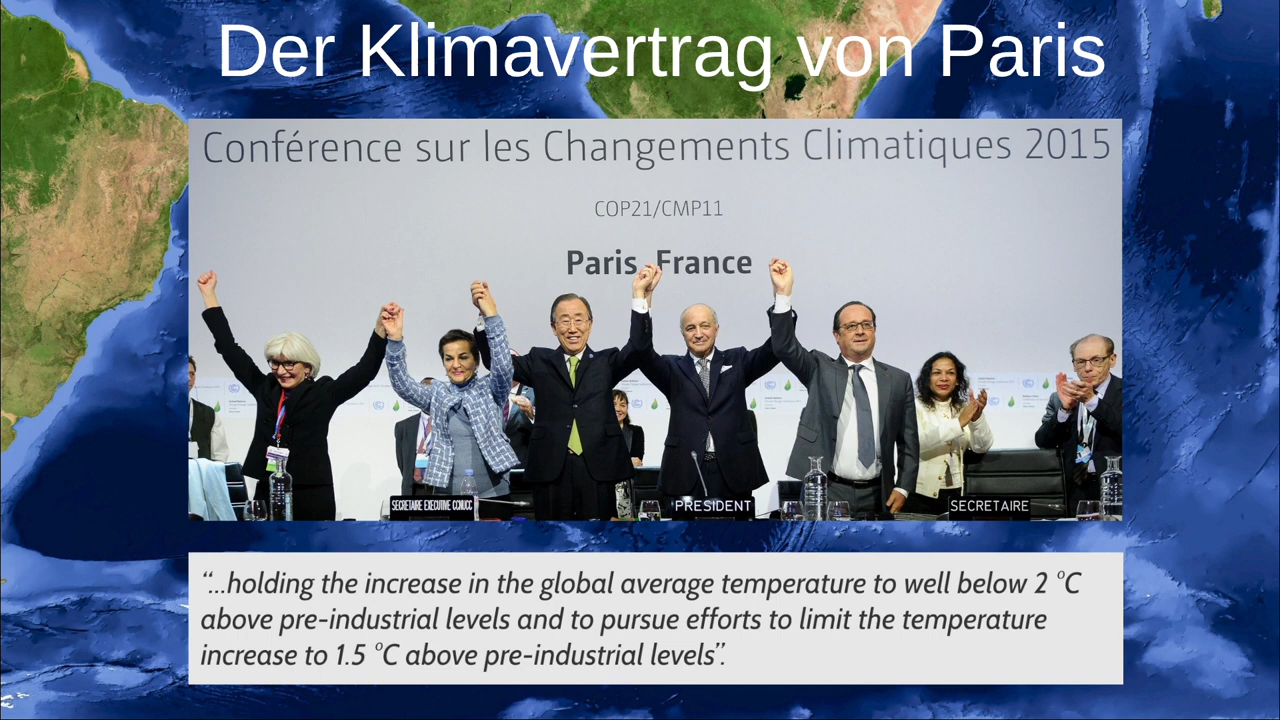 Der Klimavertrag von Paris
Conférence sur les Changements Climatiques 2015
COP21/CMP11
Paris France
SECRETAIRE EXECUTIVE CCNUCC
PRESIDENT
SECRETAIRE
“...holding the increase in the global average temperature to well below 2 °C
above pre-industrial levels and to pursue efforts to limit the temperature
increase to 1.5 °C above pre-industrial levels”.